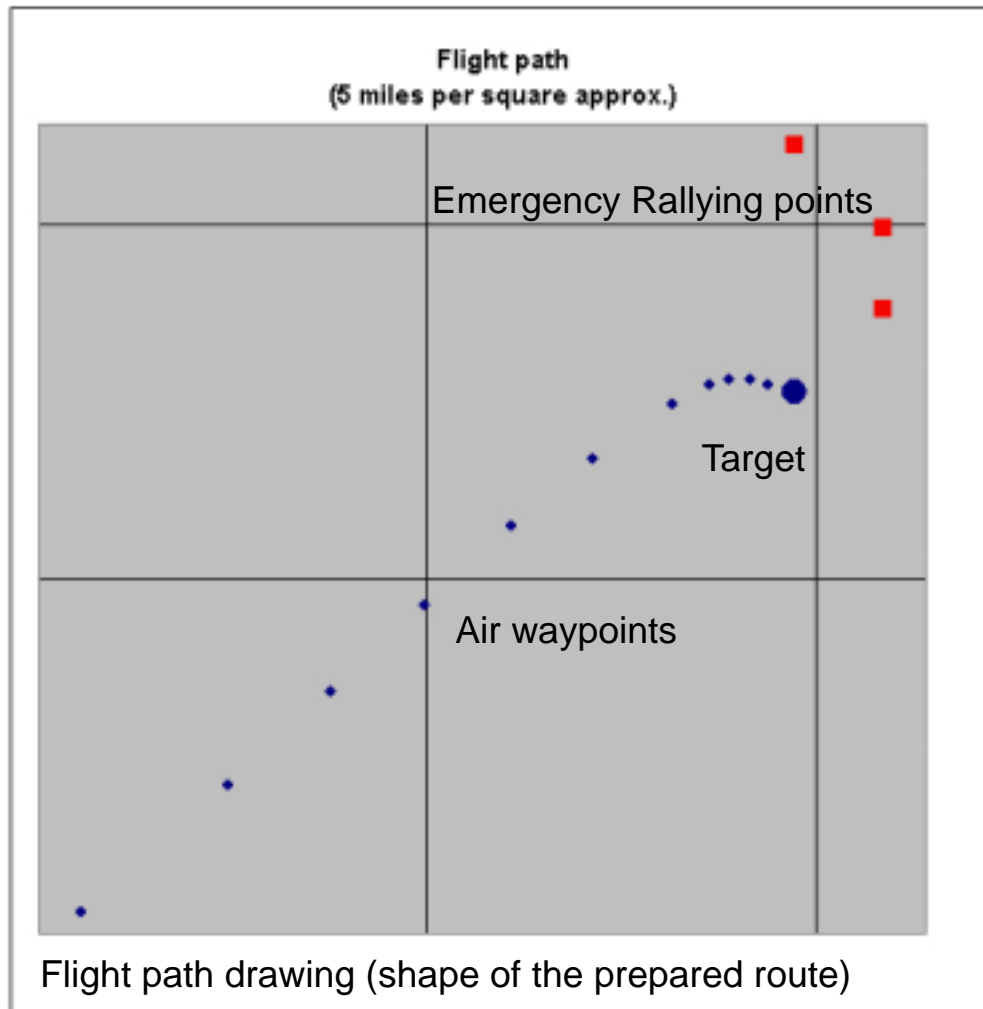 Flight path
(5 miles per square approx.)
Emergency Rallying points
Target
Air waypoints
Flight path drawing (shape of the prepared route)